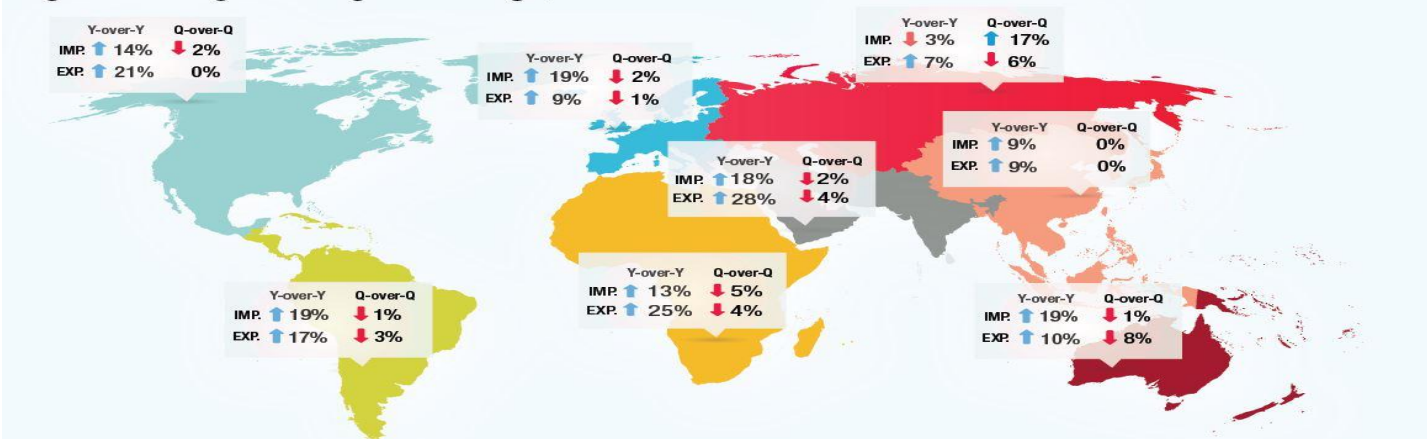 Y-over-Y Q-over-Q
IMP. 14% 2%
EXP. 21% 0%
Y-over-Y Q-over-Q
IMP. 19% 2%
EXP. 9% 1%
Y-over-Y Q-over-Q
IMP. 3% 17%
EXP. 7% 6%
Y-over-Y Q-over-Q
IMP. 9% 0%
EXP. 9% 0%
Y-over-Y Q-over-Q
IMP. 18% 2%
EXP. 28% 4%
Y-over-Y Q-over-Q
IMP. 19% 1%
EXP. 17% 3%
Y-over-Y Q-over-Q
IMP. 13% 5%
EXP. 25% 4%
Y-over-Y Q-over-Q
IMP. 19% 1%
EXP. 10% 8%